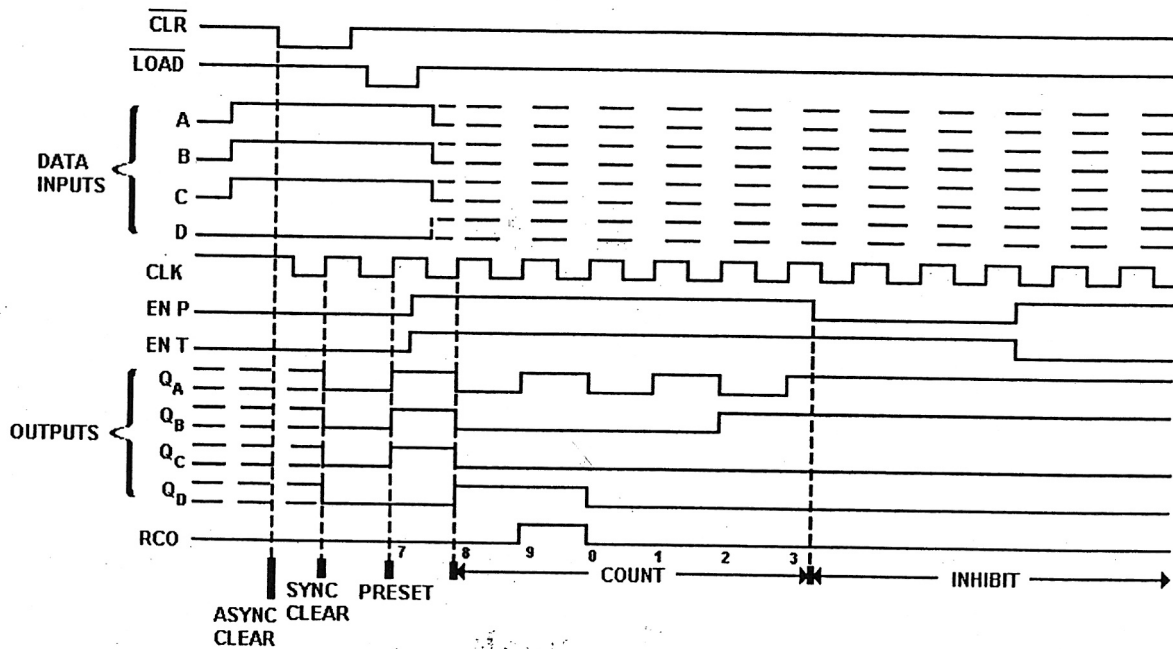 CLR
LOAD
A
B
DATA INPUTS
C
D
CLK
EN P
EN T
QA
QB
OUTPUTS
QC
QD
RCO
7 8 9 0 1 2 3
ASYNC CLEAR
SYNC CLEAR
PRESET
COUNT
INHIBIT